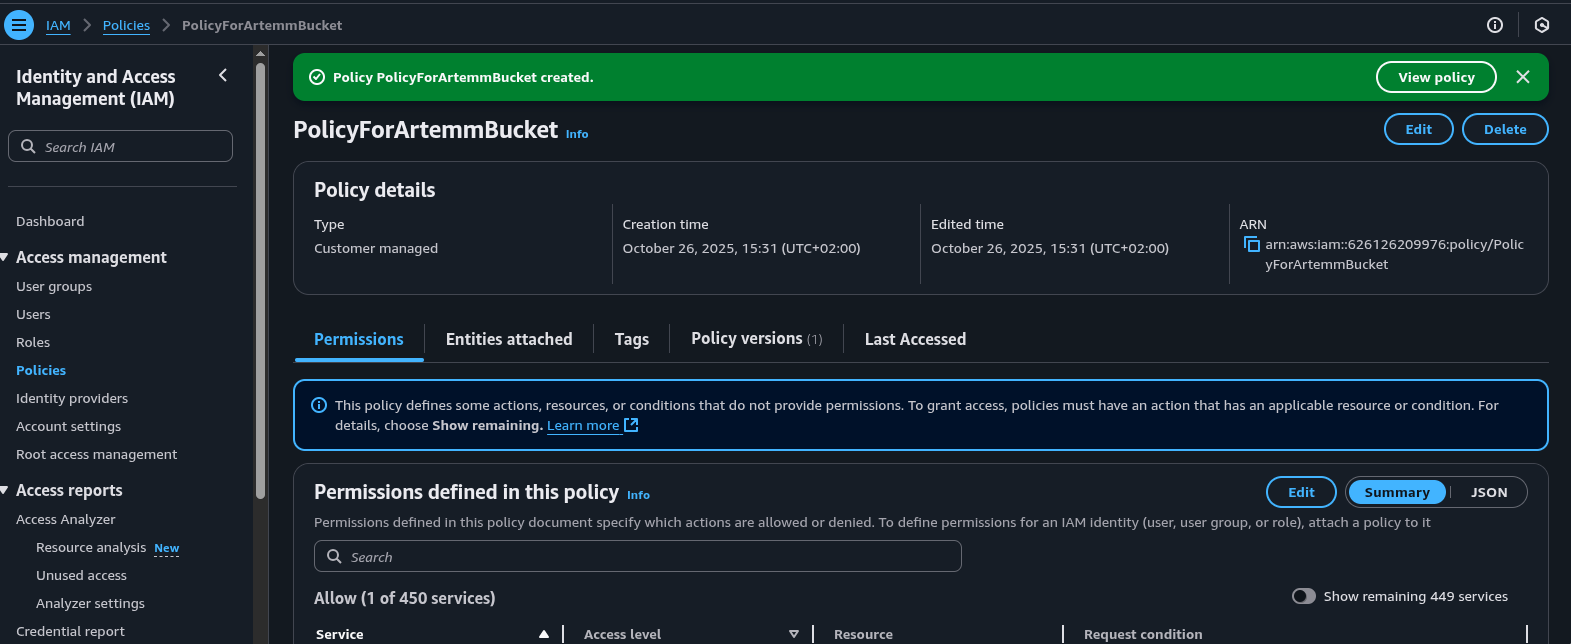 IAM > Policies > PolicyForArtemmBucket
Identity and Access
Management (IAM)
Search IAM
Dashboard
Access management
User groups
Users
Roles
Policies
Identity providers
Account settings
Root access management
Access reports
Access Analyzer
Resource analysis New
Unused access
Analyzer settings
Credential report
Policy PolicyForArtemmBucket created.
View policy
PolicyForArtemmBucket Info
Edit
Delete
Policy details
Type
Customer managed
Creation time
October 26, 2025, 15:31 (UTC+02:00)
Edited time
October 26, 2025, 15:31 (UTC+02:00)
ARN
arn:aws:iam::626126209976:policy/Polic
yForArtemmBucket
Permissions
Entities attached
Tags
Policy versions (1)
Last Accessed
This policy defines some actions, resources, or conditions that do not provide permissions. To grant access, policies must have an action that has an applicable resource or condition. For
details, choose Show remaining. Learn more
Permissions defined in this policy Info
Edit
Summary
JSON
Permissions defined in this policy document specify which actions are allowed or denied. To define permissions for an IAM identity (user, user group, or role), attach a policy to it
Search
Allow (1 of 450 services)
Show remaining 449 services
Service
Access level
Resource
Request condition